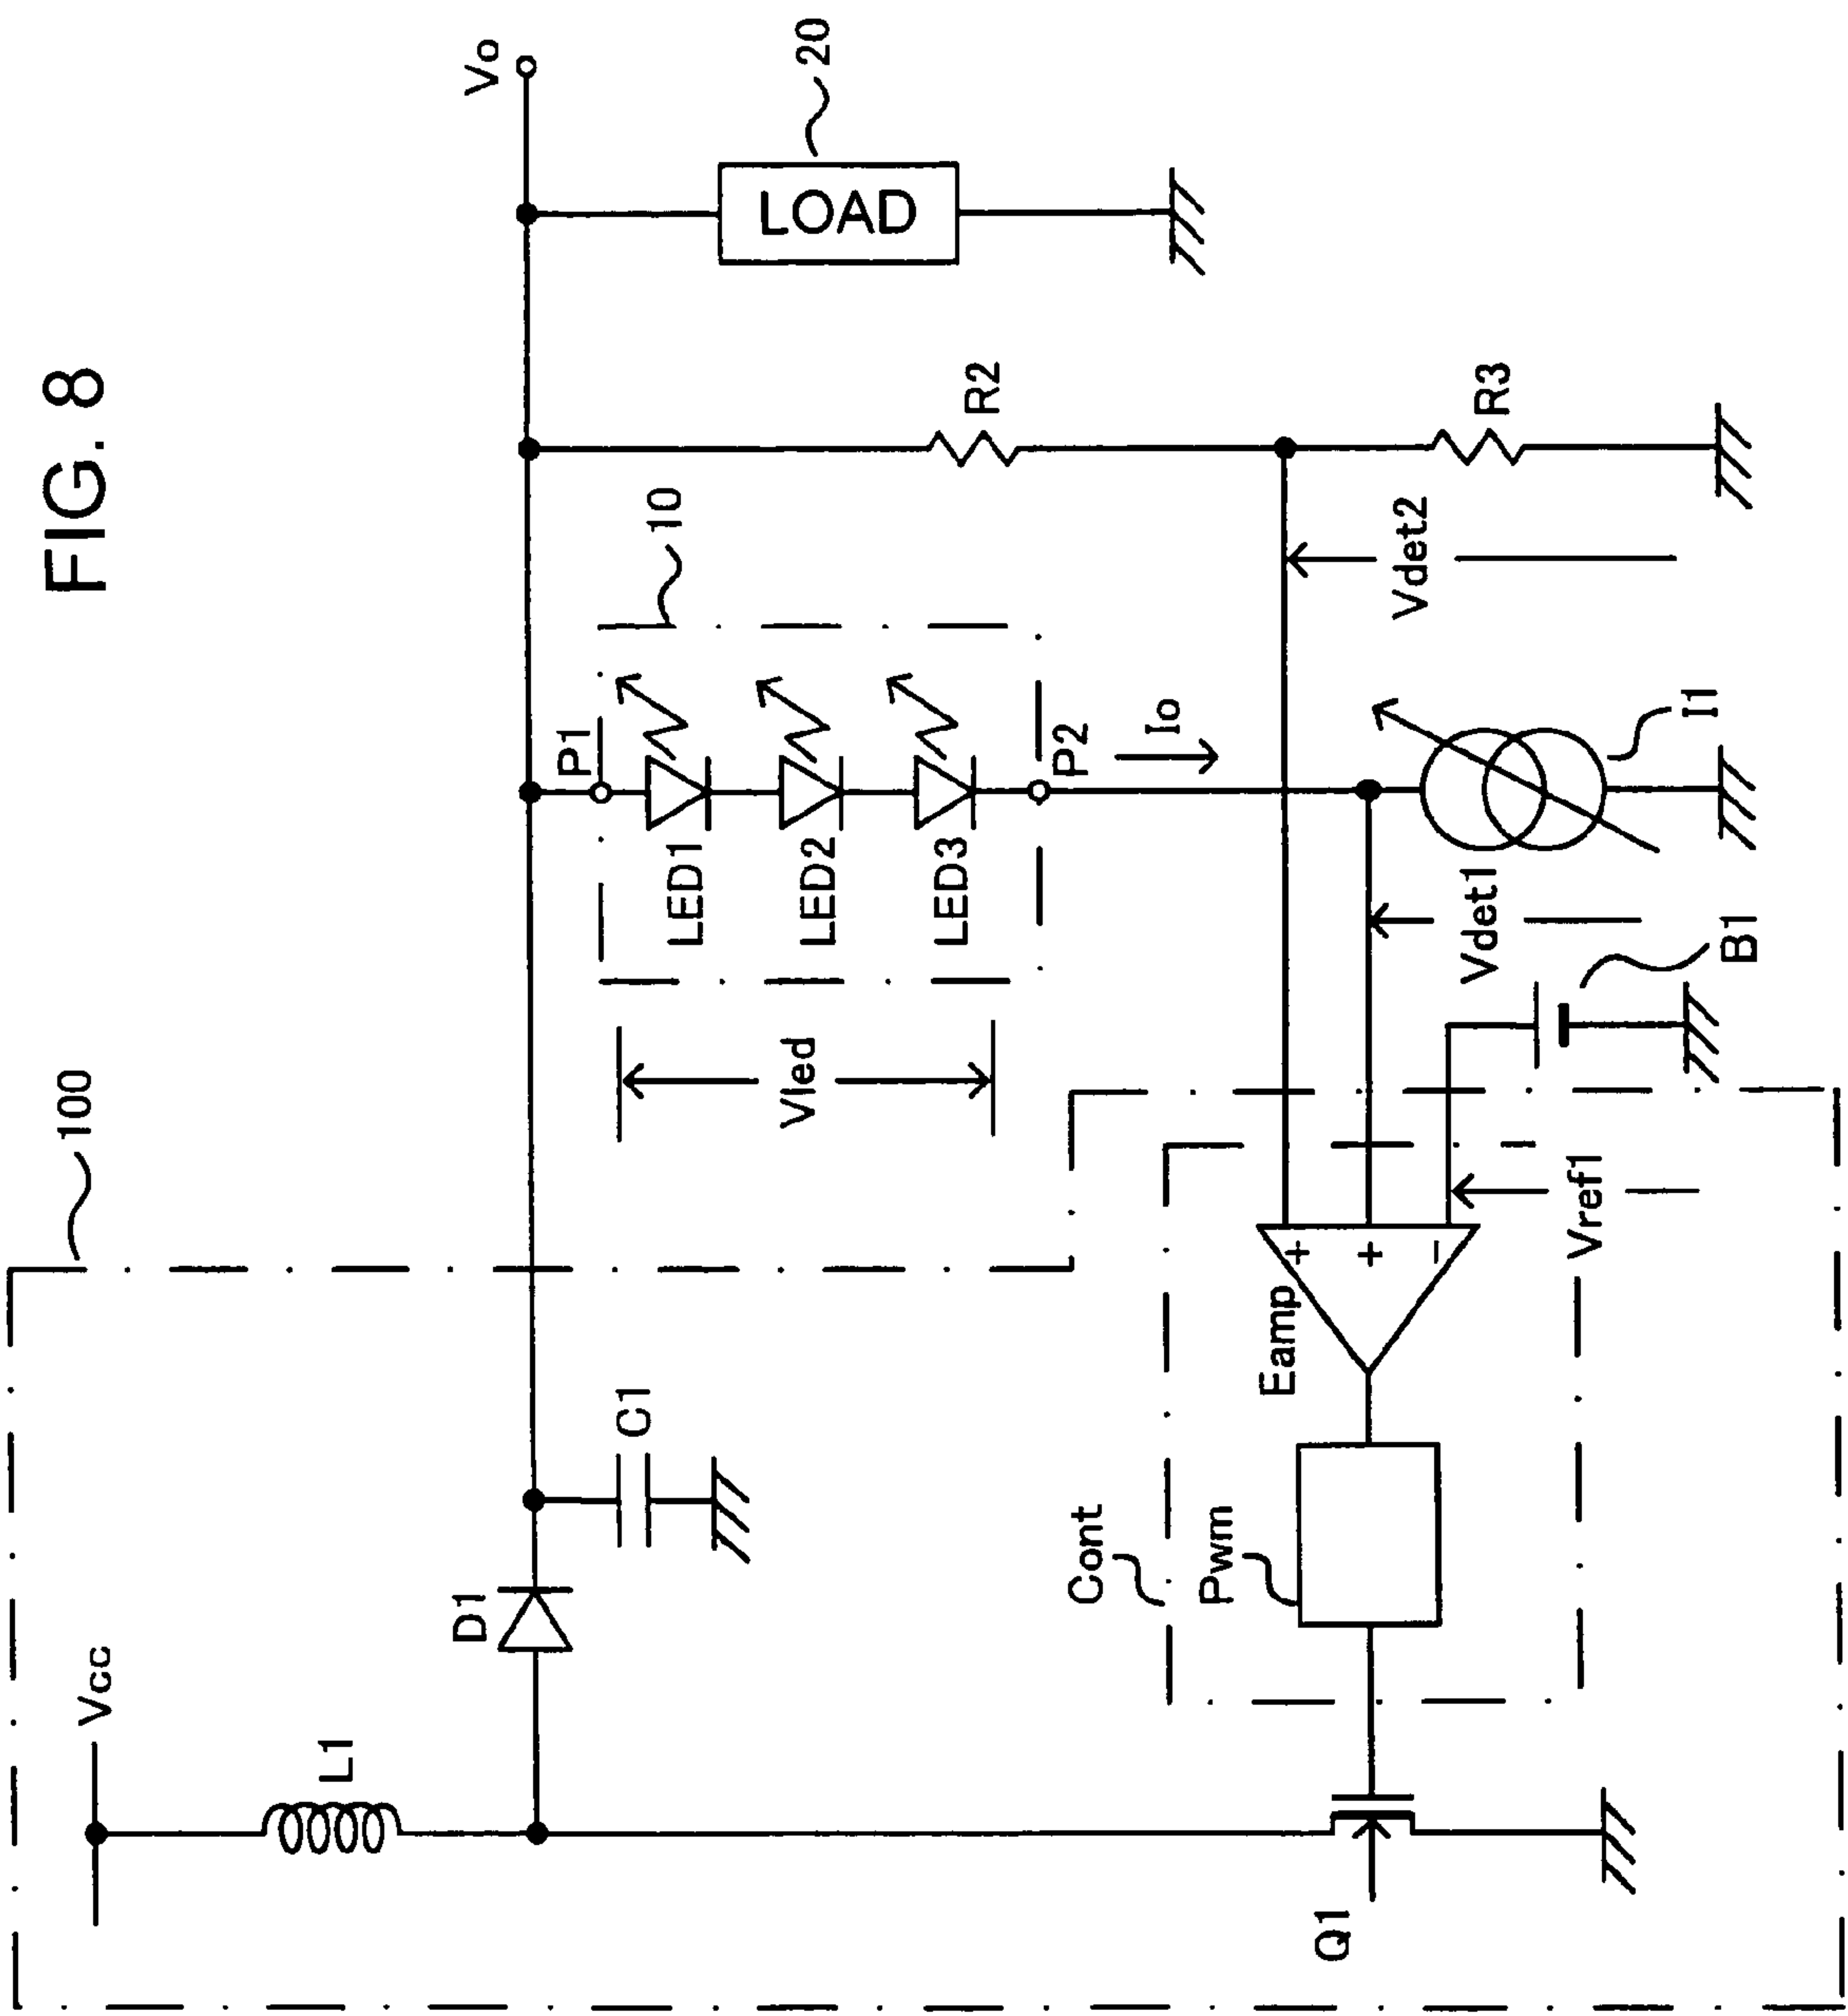 FIG. 8
100
Vcc
L1
D1
C1
Vo
P1
10
LED1
LED2
LED3
Vled
P2
Io
R2
R3
LOAD
20
Vdet2
Vdet1
I1
B1
Vref1
Cont
Pwm
Eamp
+
+
−
Q1